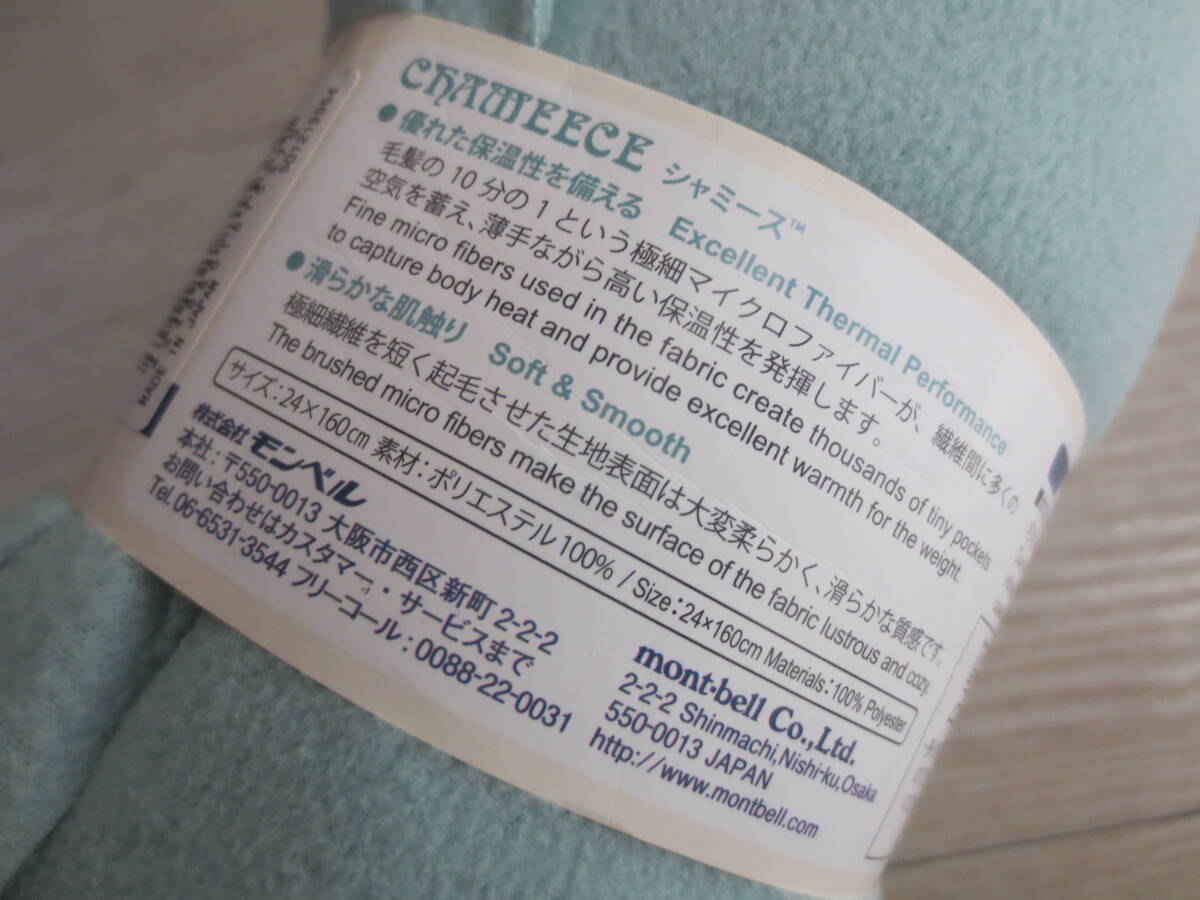 CHAMEECE シャミース™
●優れた保温性を備える Excellent Thermal Performance
毛髪の10分の1という極細マイクロファイバーが、繊維間に多くの
空気を蓄え、薄手ながら高い保温性を発揮します。
Fine micro fibers used in the fabric create thousands of tiny pockets
to capture body heat and provide excellent warmth for the weight.
●滑らかな肌触り Soft & Smooth
極細繊維を短く起毛させた生地表面は大変柔らかく、滑らかな質感です。
The brushed micro fibers make the surface of the fabric lustrous and cozy.
サイズ:24×160cm 素材:ポリエステル100% / Size:24×160cm Materials:100% Polyester
株式会社 モンベル
本社:〒550-0013 大阪市西区新町2-2-2
お問い合わせはカスタマー・サービスまで
Tel.06-6531-3544 フリーコール:0088-22-0031
mont-bell Co.,Ltd.
2-2-2 Shinmachi,Nishi-ku,Osaka
550-0013 JAPAN
http://www.montbell.com